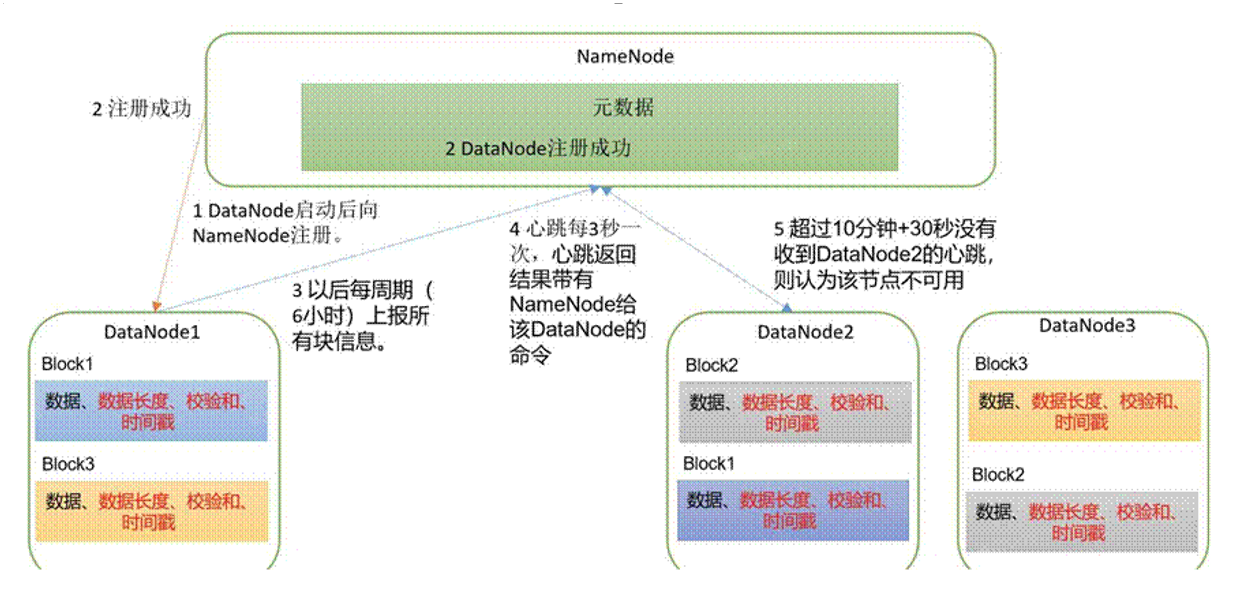 NameNode
元数据
2 DataNode注册成功
2 注册成功
1 DataNode启动后向
NameNode注册。
3 以后每周期（
6小时）上报所
有块信息。
4 心跳每3秒一
次，心跳返回
结果带有
NameNode给
该DataNode的
命令
5 超过10分钟+30秒没有
收到DataNode2的心跳，
则认为该节点不可用
DataNode1
Block1
数据、数据长度、校验和、
时间戳
Block3
数据、数据长度、校验和、
时间戳
DataNode2
Block2
数据、数据长度、校验和、
时间戳
Block1
数据、数据长度、校验和、
时间戳
DataNode3
Block3
数据、数据长度、校验和、
时间戳
Block2
数据、数据长度、校验和、
时间戳